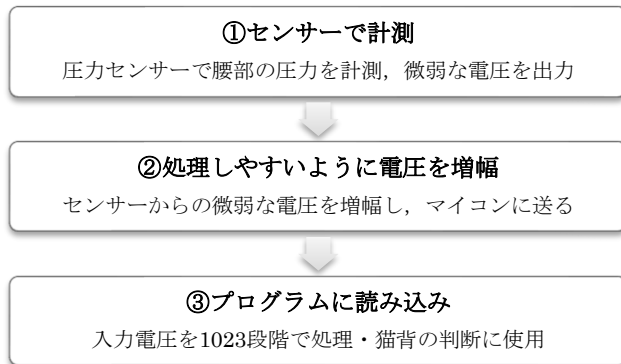 ①センサーで計測
圧力センサーで腰部の圧力を計測，微弱な電圧を出力
②処理しやすいように電圧を増幅
センサーからの微弱な電圧を増幅し，マイコンに送る
③プログラムに読み込み
入力電圧を1023段階で処理・猫背の判断に使用